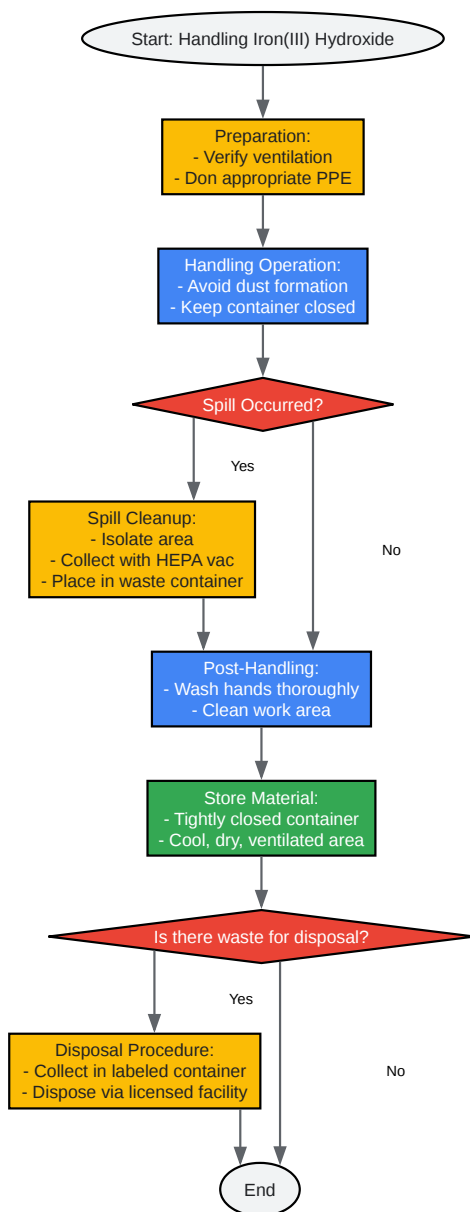 Start: Handling Iron(III) Hydroxide
Preparation:
- Verify ventilation
- Don appropriate PPE
Handling Operation:
- Avoid dust formation
- Keep container closed
Spill Occurred?
Yes
Spill Cleanup:
- Isolate area
- Collect with HEPA vac
- Place in waste container
No
Post-Handling:
- Wash hands thoroughly
- Clean work area
Store Material:
- Tightly closed container
- Cool, dry, ventilated area
Is there waste for disposal?
Yes
Disposal Procedure:
- Collect in labeled container
- Dispose via licensed facility
No
End